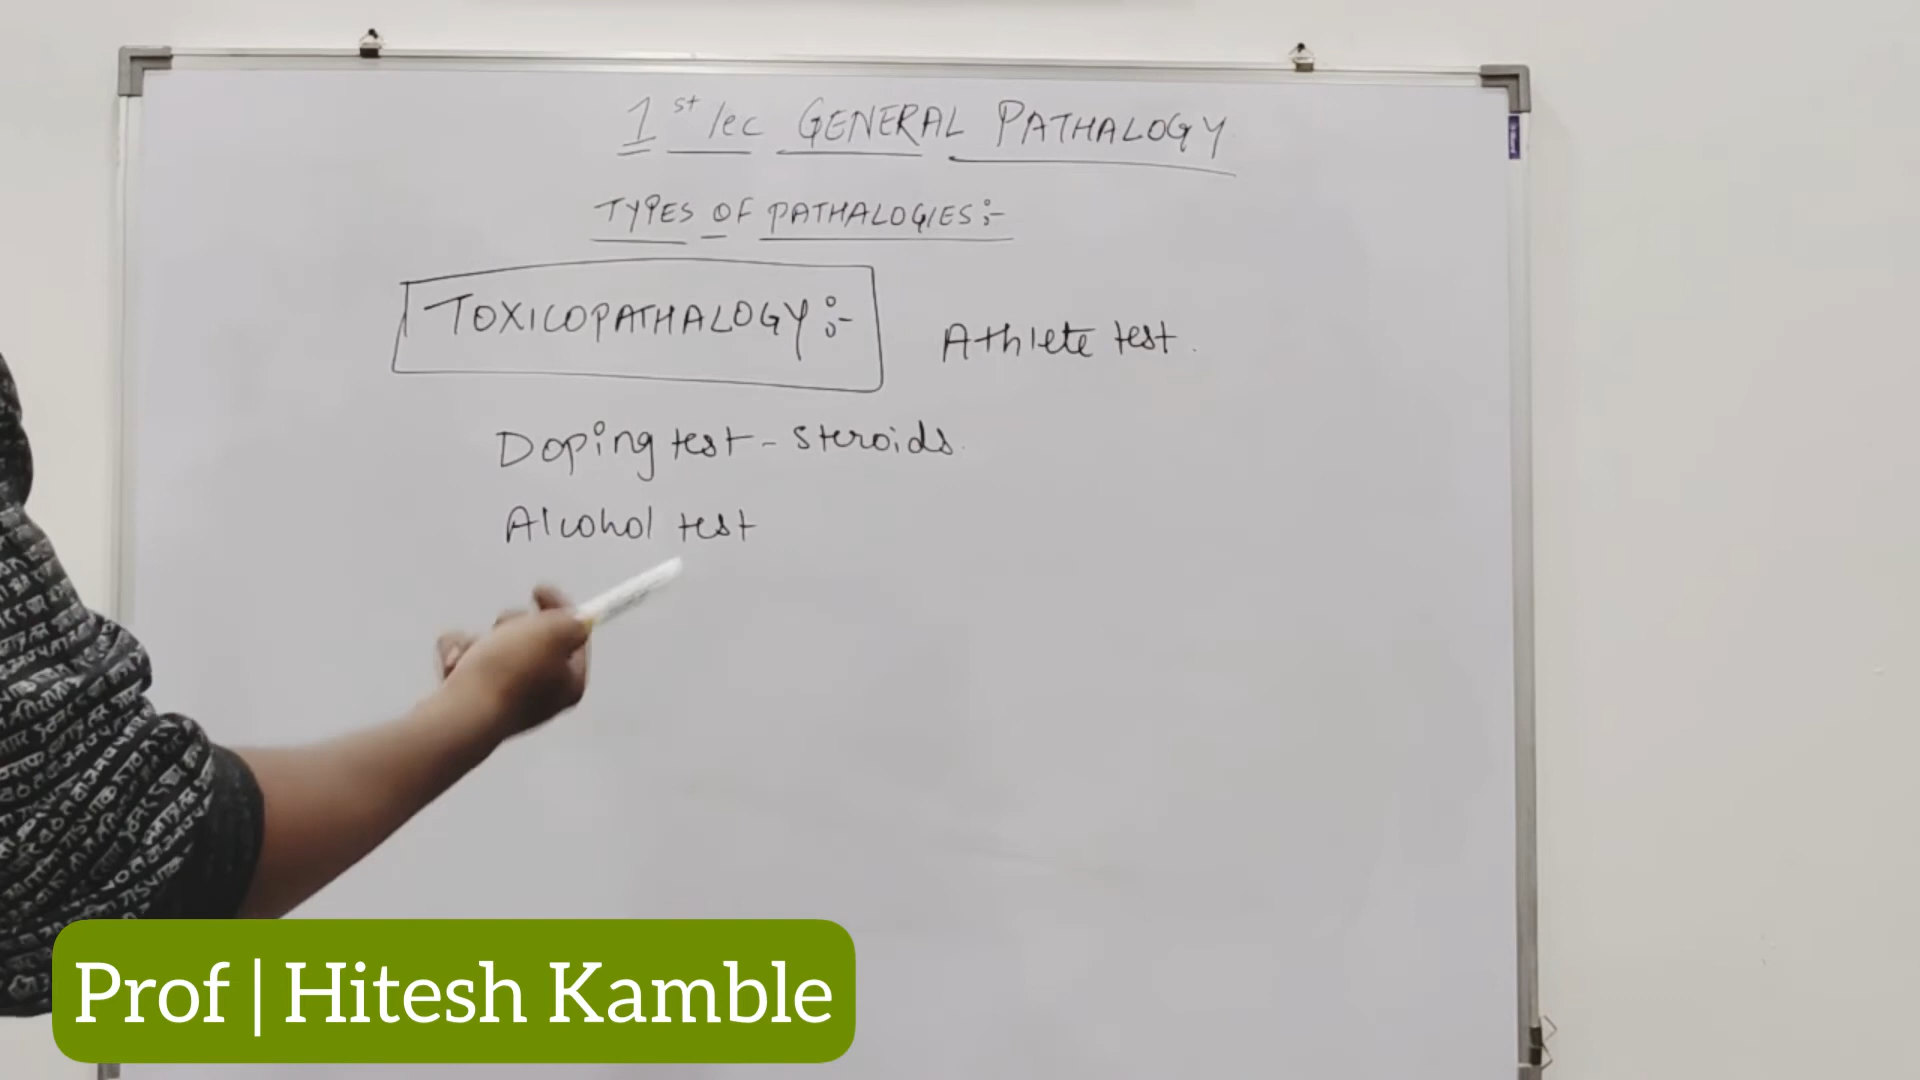 1st lec GENERAL PATHALOGY
TYPES OF PATHALOGIES:-
TOXICOPATHALOGY:-
Athlete test.
Doping test - steroids.
Alcohol test
Prof | Hitesh Kamble